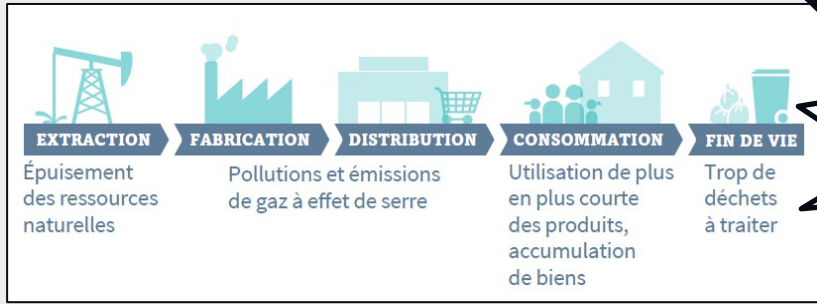 EXTRACTION FABRICATION DISTRIBUTION CONSOMMATION FIN DE VIE
Épuisement
des ressources
naturelles
Pollutions et émissions
de gaz à effet de serre
Utilisation de plus
en plus courte
des produits,
accumulation
de biens
Trop de
déchets
à traiter